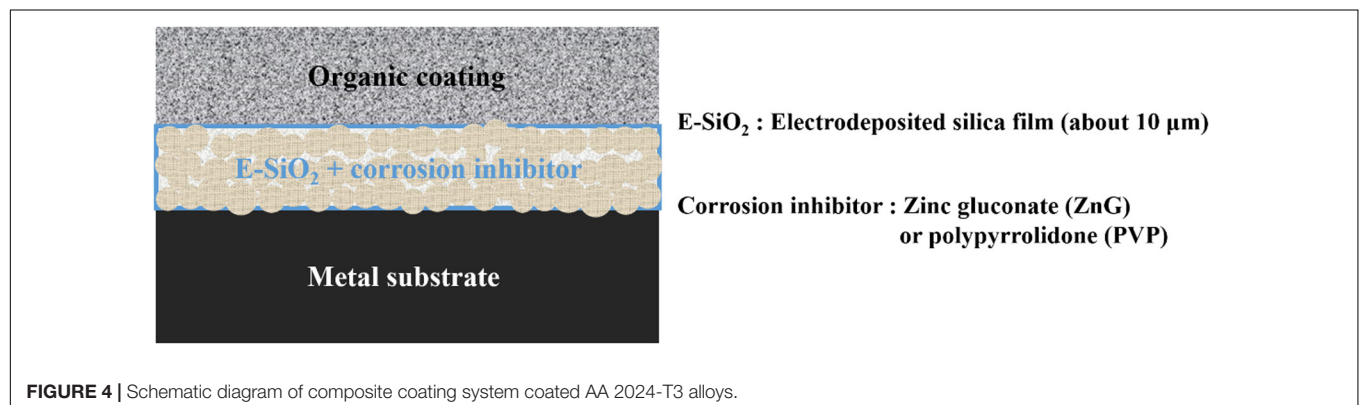 Organic coating
E-SiO₂ : Electrodeposited silica film (about 10 μm)
E-SiO₂ + corrosion inhibitor
Corrosion inhibitor : Zinc gluconate (ZnG)
or polypyrrolidone (PVP)
Metal substrate
FIGURE 4 | Schematic diagram of composite coating system coated AA 2024-T3 alloys.